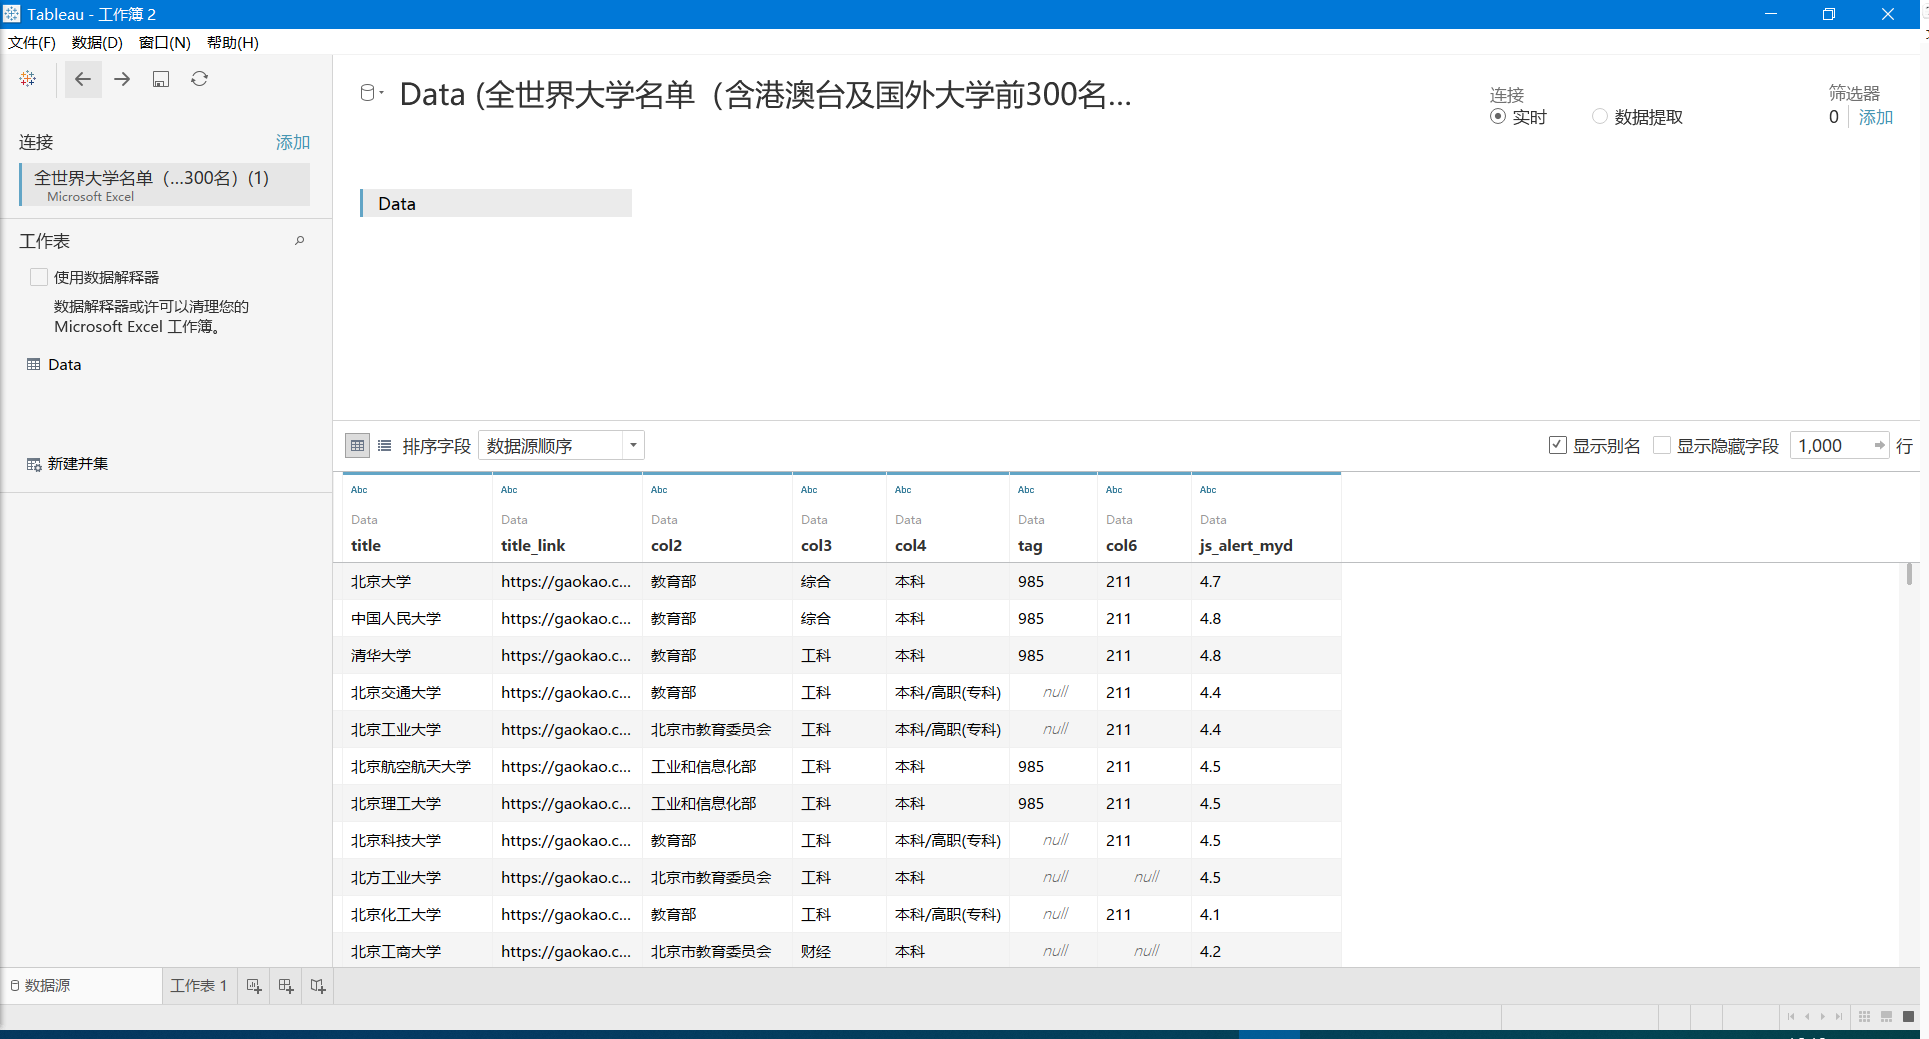 Tableau - 工作簿 2
文件(F) 数据(D) 窗口(N) 帮助(H)
连接 添加
全世界大学名单（...300名）(1)
Microsoft Excel
工作表
使用数据解释器
数据解释器或许可以清理您的
Microsoft Excel 工作簿。
Data
新建并集
Data (全世界大学名单（含港澳台及国外大学前300名...
连接
实时 数据提取
筛选器
0 添加
Data
排序字段 数据源顺序 显示别名 显示隐藏字段 1,000 行
Abc Abc Abc Abc Abc Abc Abc Abc
Data Data Data Data Data Data Data Data
title title_link col2 col3 col4 tag col6 js_alert_myd
北京大学 https://gaokao.c... 教育部 综合 本科 985 211 4.7
中国人民大学 https://gaokao.c... 教育部 综合 本科 985 211 4.8
清华大学 https://gaokao.c... 教育部 工科 本科 985 211 4.8
北京交通大学 https://gaokao.c... 教育部 工科 本科/高职(专科) null 211 4.4
北京工业大学 https://gaokao.c... 北京市教育委员会 工科 本科/高职(专科) null 211 4.4
北京航空航天大学 https://gaokao.c... 工业和信息化部 工科 本科 985 211 4.5
北京理工大学 https://gaokao.c... 工业和信息化部 工科 本科 985 211 4.5
北京科技大学 https://gaokao.c... 教育部 工科 本科/高职(专科) null 211 4.5
北方工业大学 https://gaokao.c... 北京市教育委员会 工科 本科 null null 4.5
北京化工大学 https://gaokao.c... 教育部 工科 本科/高职(专科) null 211 4.1
北京工商大学 https://gaokao.c... 北京市教育委员会 财经 本科 null null 4.2
数据源 工作表 1